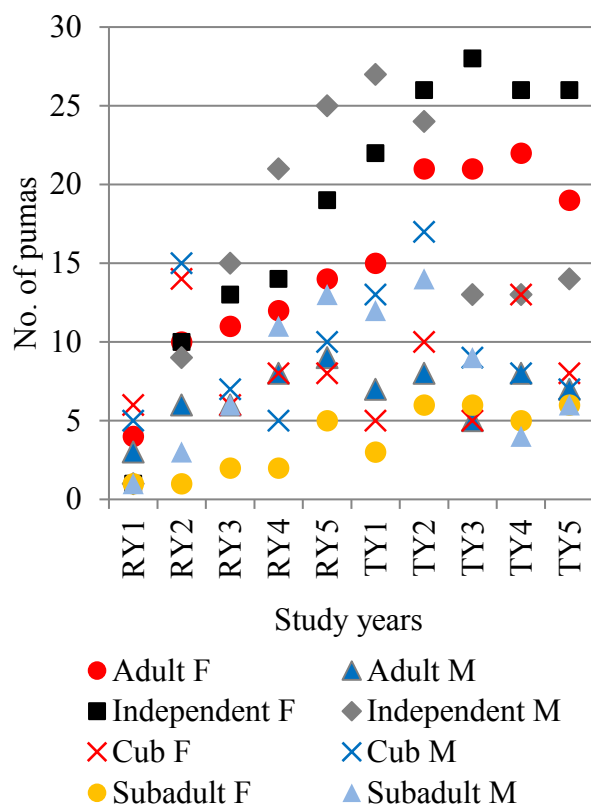 30
25
20
15
10
5
0
No. of pumas
RY1 RY2 RY3 RY4 RY5 TY1 TY2 TY3 TY4 TY5
Study years
Adult F Adult M
Independent F Independent M
Cub F Cub M
Subadult F Subadult M